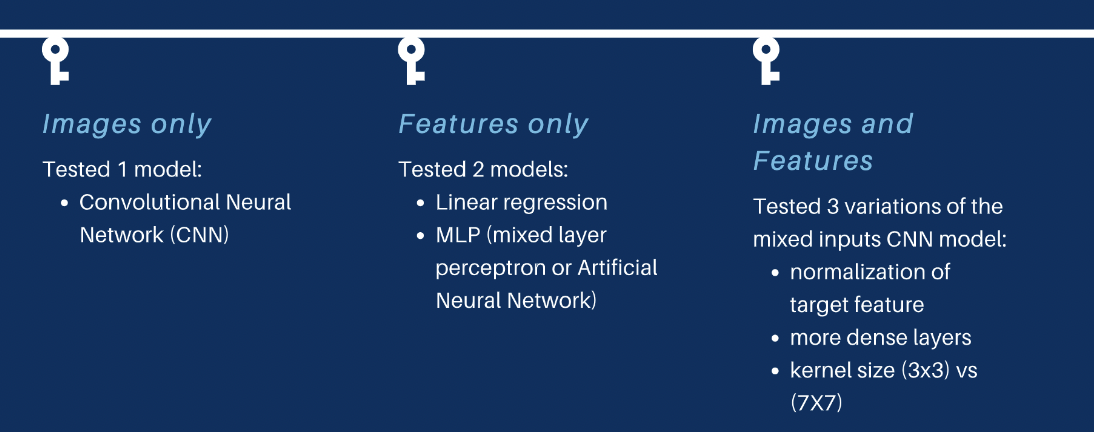 Images only
Tested 1 model:
• Convolutional Neural
Network (CNN)
Features only
Tested 2 models:
• Linear regression
• MLP (mixed layer
perceptron or Artificial
Neural Network)
Images and
Features
Tested 3 variations of the
mixed inputs CNN model:
• normalization of
target feature
• more dense layers
• kernel size (3x3) vs
(7X7)